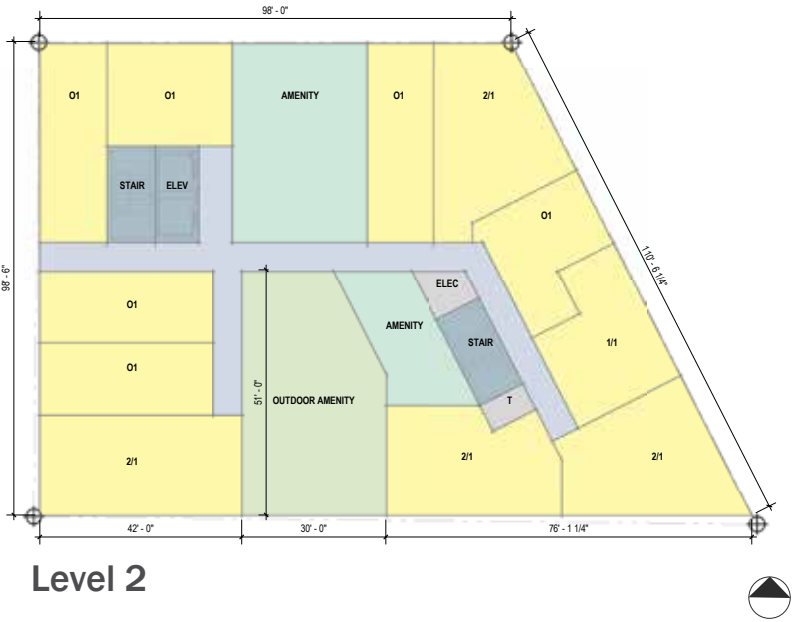 98' - 0"
O1
O1
AMENITY
O1
2/1
STAIR
ELEV
O1
98' - 6"
110' - 6 1/4"
ELEC
O1
AMENITY
STAIR
1/1
O1
51' - 0"
OUTDOOR AMENITY
T
2/1
2/1
2/1
42' - 0"
30' - 0"
76' - 1 1/4"
Level 2